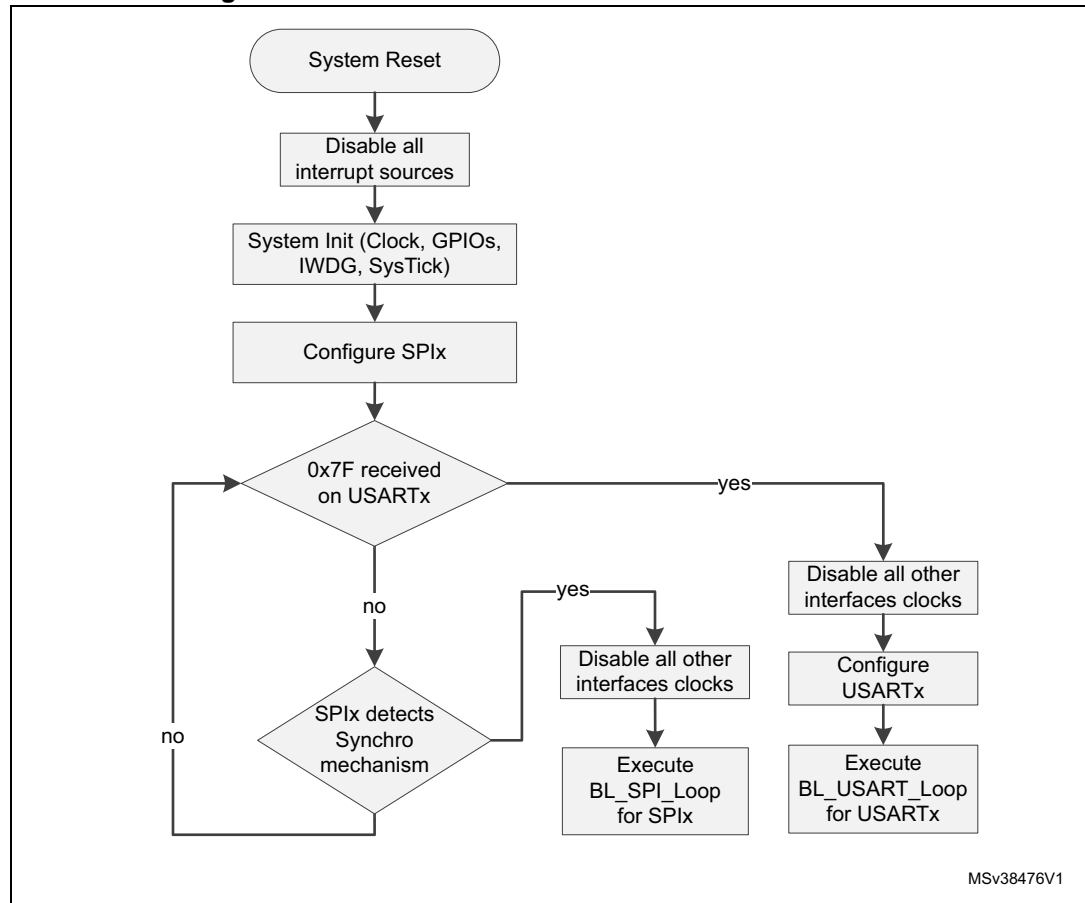 System Reset
Disable all
interrupt sources
System Init (Clock, GPIOs,
IWDG, SysTick)
Configure SPIx
0x7F received
on USARTx
yes
no
yes
Disable all other
interfaces clocks
Configure
USARTx
Execute
BL_USART_Loop
for USARTx
Disable all other
interfaces clocks
SPIx detects
Synchro
mechanism
no
Execute
BL_SPI_Loop
for SPIx
MSv38476V1